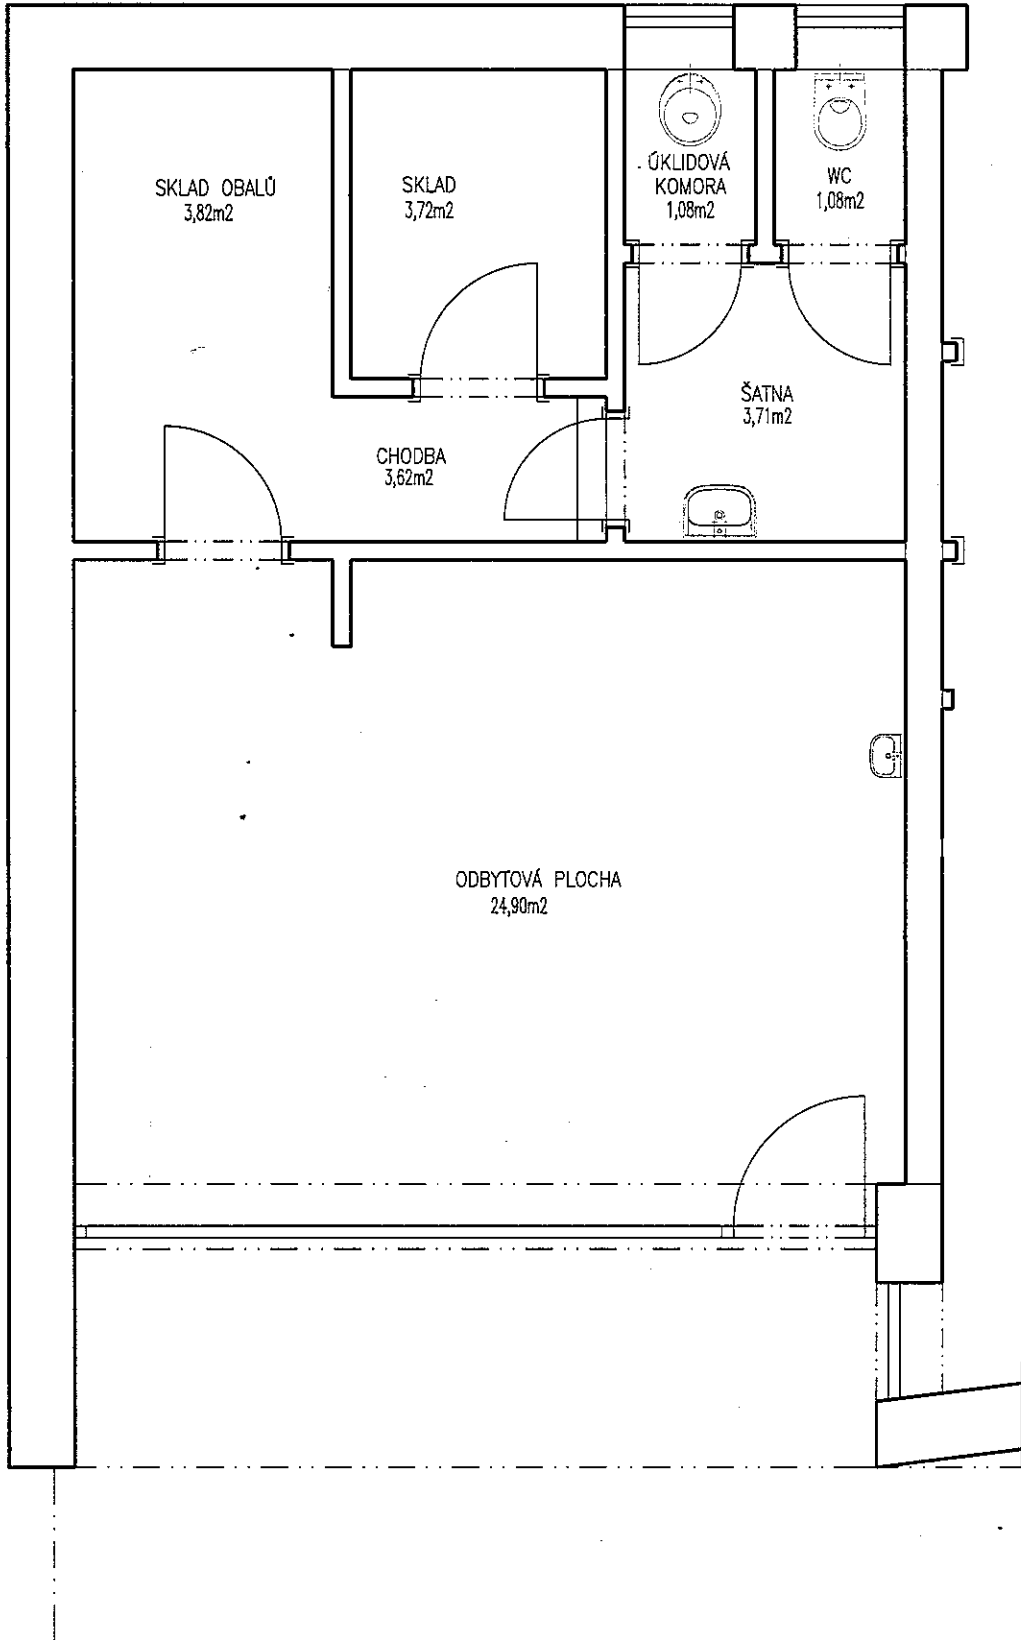 SKLAD OBALŮ
3,82m2
SKLAD
3,72m2
ÚKLIDOVÁ
KOMORA
1,08m2
WC
1,08m2
ŠATNA
3,71m2
CHODBA
3,62m2
ODBYTOVÁ PLOCHA
24,90m2